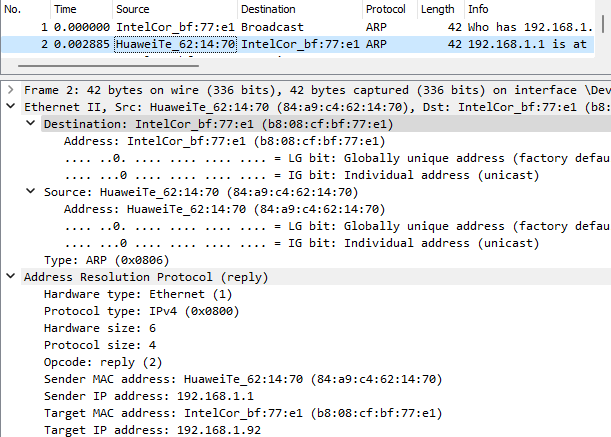 No. Time Source Destination Protocol Length Info
1 0.000000 IntelCor_bf:77:e1 Broadcast ARP 42 Who has 192.168.1.
2 0.002885 HuaweiTe_62:14:70 IntelCor_bf:77:e1 ARP 42 192.168.1.1 is at
Frame 2: 42 bytes on wire (336 bits), 42 bytes captured (336 bits) on interface \Dev
Ethernet II, Src: HuaweiTe_62:14:70 (84:a9:c4:62:14:70), Dst: IntelCor_bf:77:e1 (b8:
Destination: IntelCor_bf:77:e1 (b8:08:cf:bf:77:e1)
Address: IntelCor_bf:77:e1 (b8:08:cf:bf:77:e1)
.... ..0. .... .... .... .... = LG bit: Globally unique address (factory defau
.... ...0 .... .... .... .... = IG bit: Individual address (unicast)
Source: HuaweiTe_62:14:70 (84:a9:c4:62:14:70)
Address: HuaweiTe_62:14:70 (84:a9:c4:62:14:70)
.... ..0. .... .... .... .... = LG bit: Globally unique address (factory defau
.... ...0 .... .... .... .... = IG bit: Individual address (unicast)
Type: ARP (0x0806)
Address Resolution Protocol (reply)
Hardware type: Ethernet (1)
Protocol type: IPv4 (0x0800)
Hardware size: 6
Protocol size: 4
Opcode: reply (2)
Sender MAC address: HuaweiTe_62:14:70 (84:a9:c4:62:14:70)
Sender IP address: 192.168.1.1
Target MAC address: IntelCor_bf:77:e1 (b8:08:cf:bf:77:e1)
Target IP address: 192.168.1.92